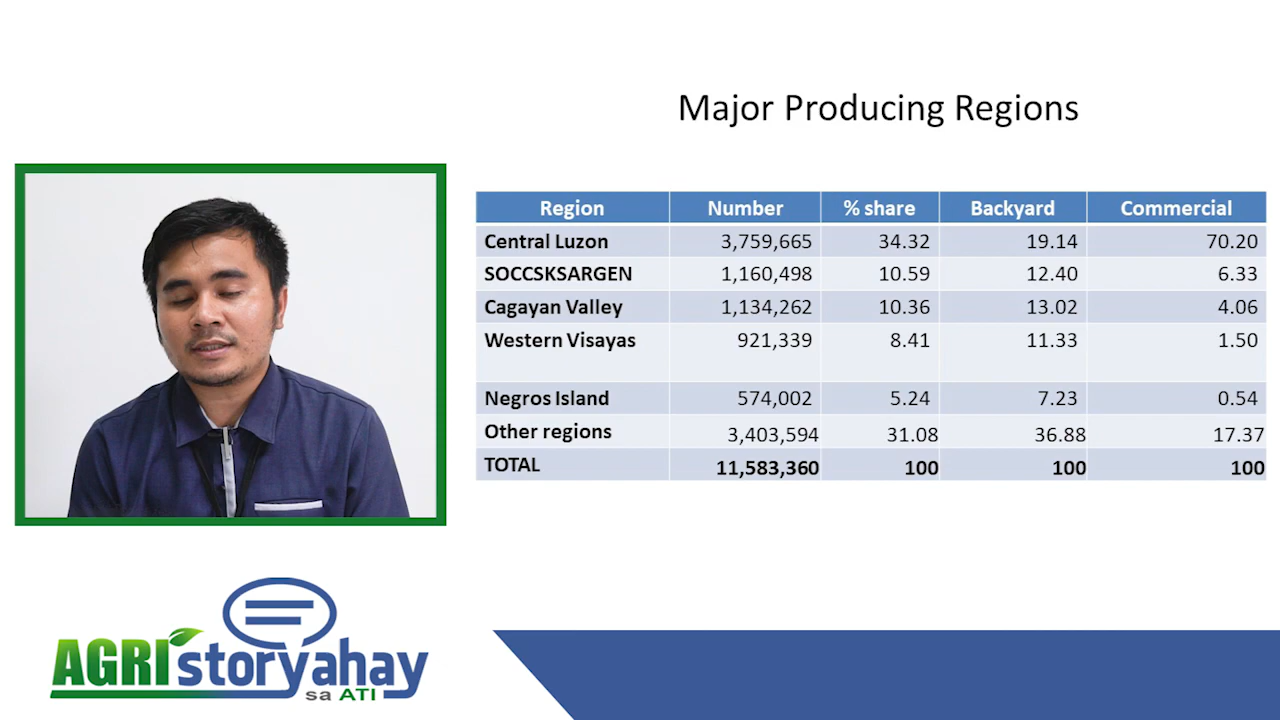 Major Producing Regions
Region Number % share Backyard Commercial
Central Luzon 3,759,665 34.32 19.14 70.20
SOCCSKSARGEN 1,160,498 10.59 12.40 6.33
Cagayan Valley 1,134,262 10.36 13.02 4.06
Western Visayas 921,339 8.41 11.33 1.50
Negros Island 574,002 5.24 7.23 0.54
Other regions 3,403,594 31.08 36.88 17.37
TOTAL 11,583,360 100 100 100
AGRIstoryahay
sa ATI